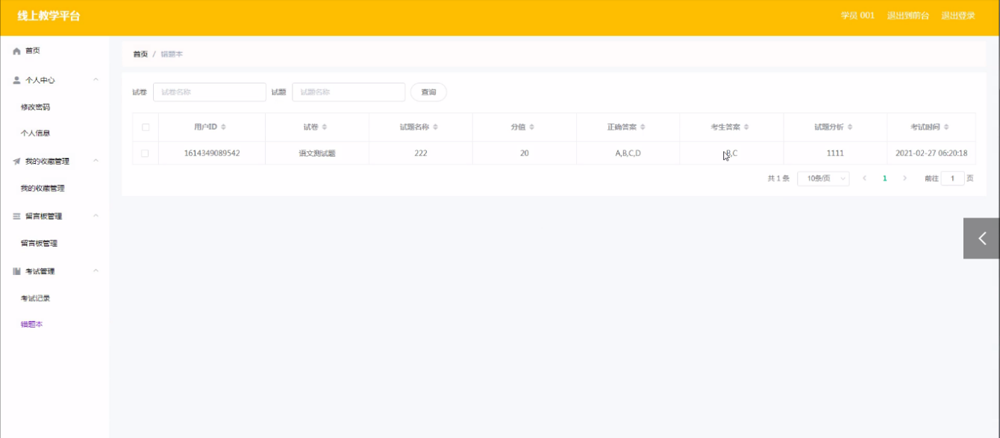 线上教学平台
学员 001 退出到前台 退出登录
首页
个人中心
修改密码
个人信息
我的收藏管理
我的收藏管理
留言板管理
留言板管理
考试管理
考试记录
错题本
首页 / 错题本
试卷 试卷名称 试题 试题名称 查询
用户ID 试卷 试题名称 分值 正确答案 考生答案 试题分析 考试时间
1614349089542 语文测试题 222 20 A,B,C,D B,C 1111 2021-02-27 06:20:18
共 1 条 10条/页 1 前往 1 页